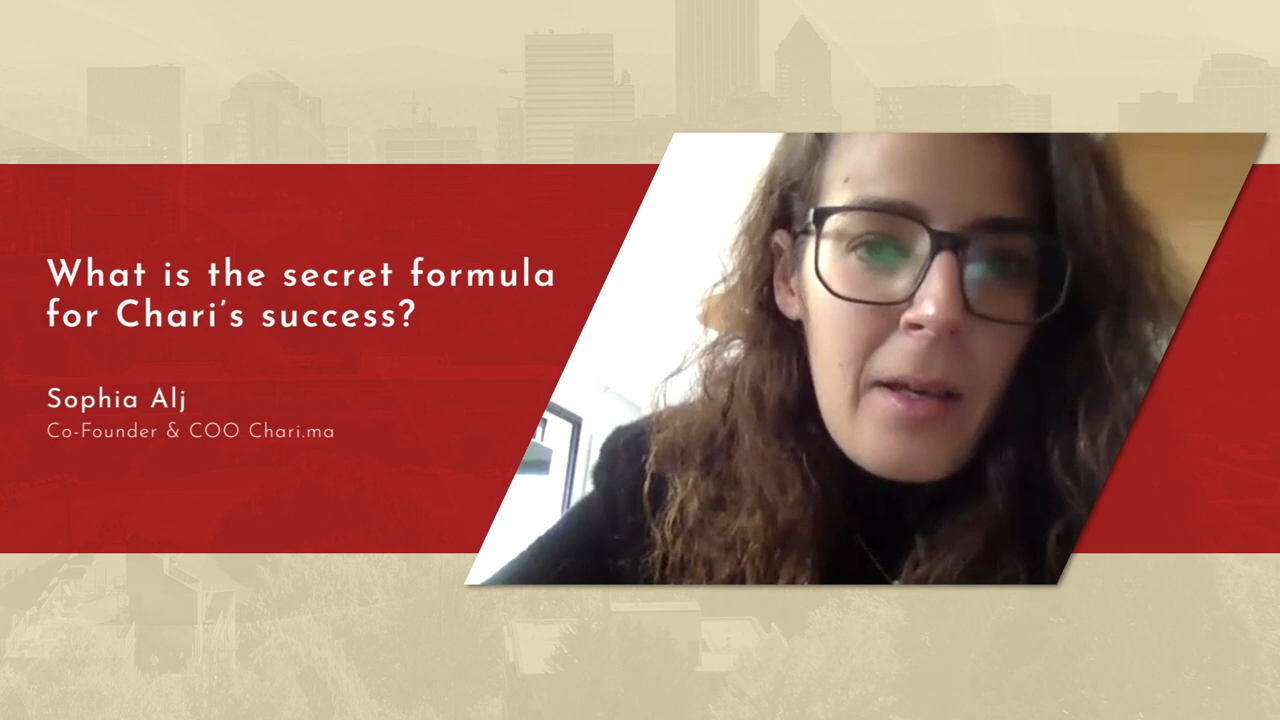 What is the secret formula
for Chari's success?
Sophia Alj
Co-Founder & COO Chari.ma